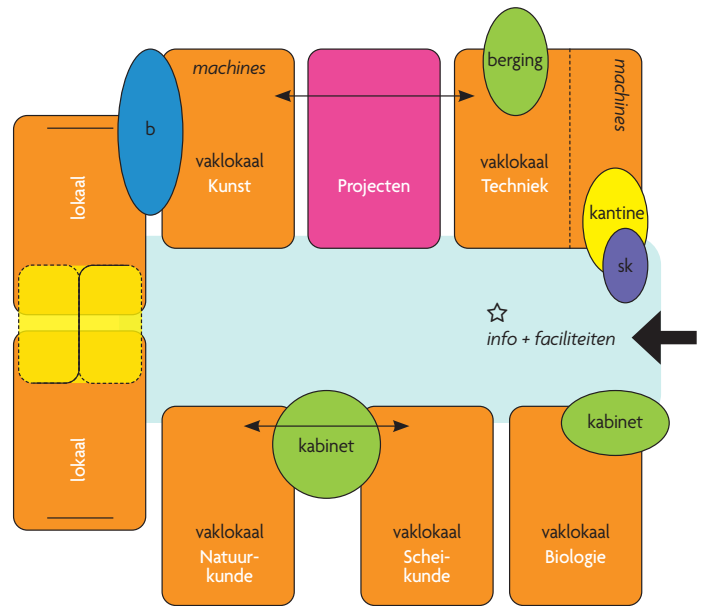 machines
berging
machines
b
vaklokaal
Kunst
Projecten
vaklokaal
Techniek
lokaal
kantine
sk
info + faciliteiten
kabinet
kabinet
lokaal
vaklokaal
Natuur-
kunde
vaklokaal
Schei-
kunde
vaklokaal
Biologie